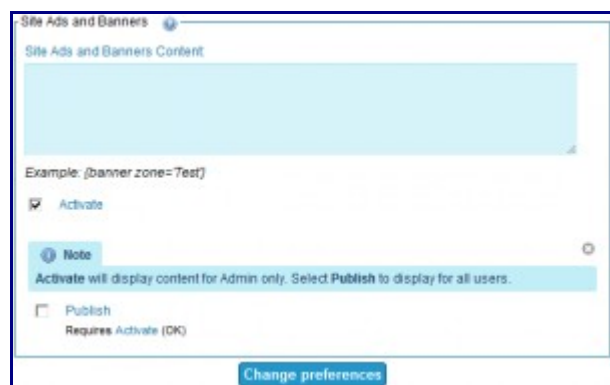 Site Ads and Banners
Site Ads and Banners Content
Example: {banner zone='Test'}
Activate
Note
Activate will display content for Admin only. Select Publish to display for all users.
Publish
Requires Activate (OK)
Change preferences